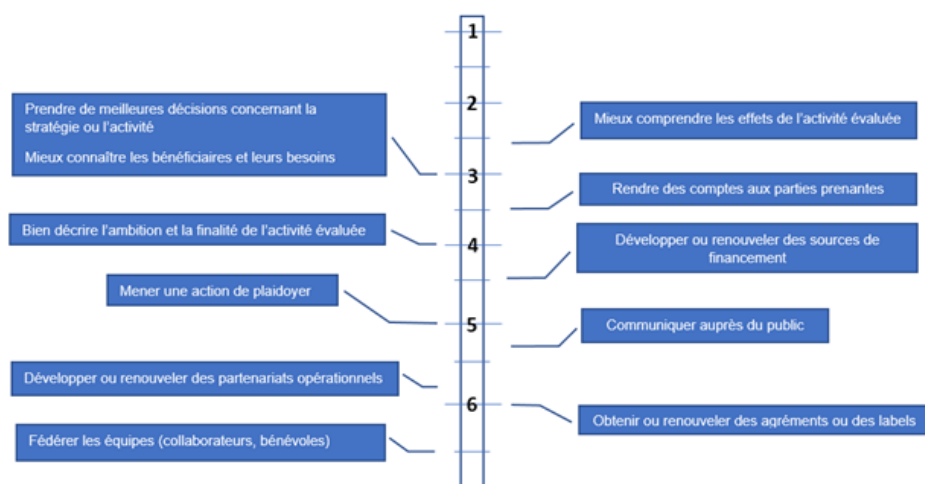 1
2
Prendre de meilleures décisions concernant la
stratégie ou l’activité
Mieux connaître les bénéficiaires et leurs besoins
Mieux comprendre les effets de l’activité évaluée
3
Rendre des comptes aux parties prenantes
Bien décrire l’ambition et la finalité de l’activité évaluée
4
Développer ou renouveler des sources de
financement
Mener une action de plaidoyer
5
Communiquer auprès du public
Développer ou renouveler des partenariats opérationnels
6
Obtenir ou renouveler des agréments ou des labels
Fédérer les équipes (collaborateurs, bénévoles)